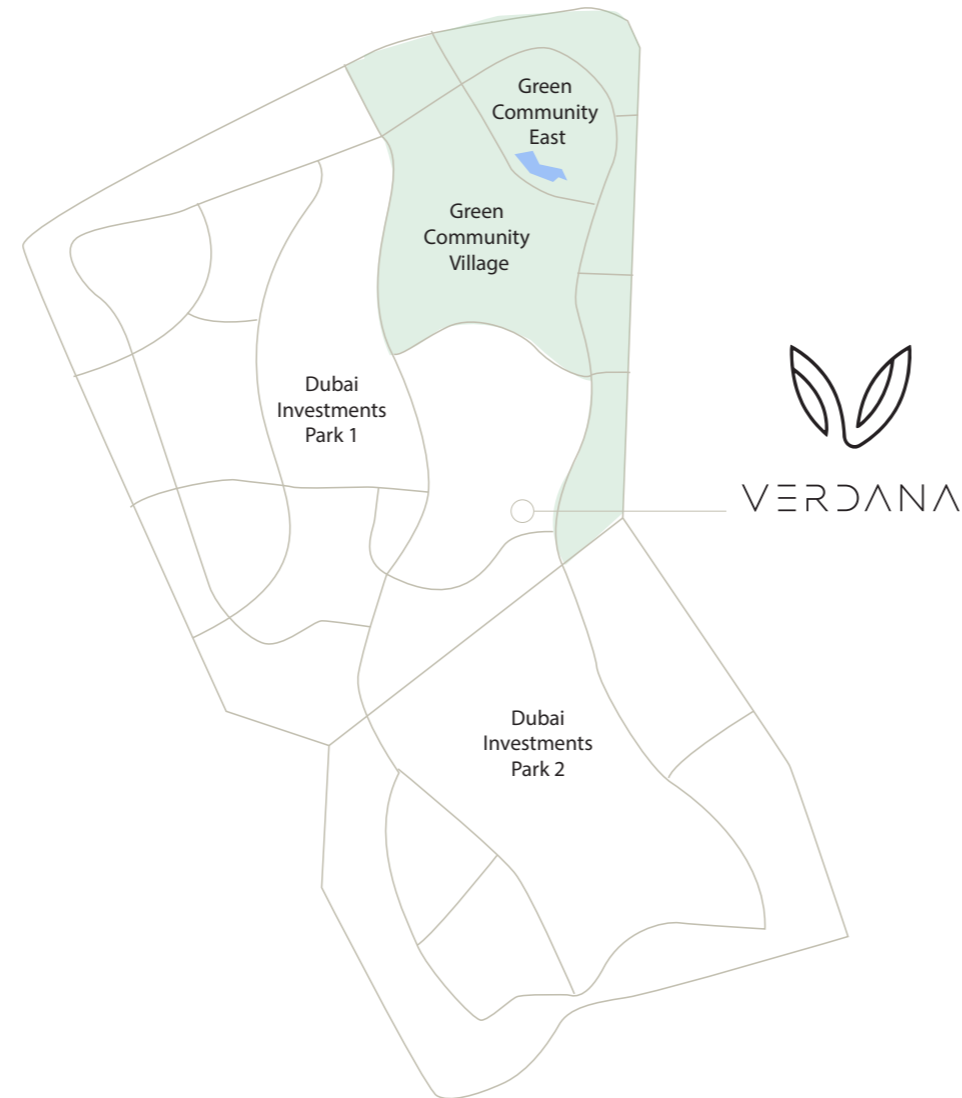 Green
Community
East
Green
Community
Village
Dubai
Investments
Park 1
VERDANA
Dubai
Investments
Park 2